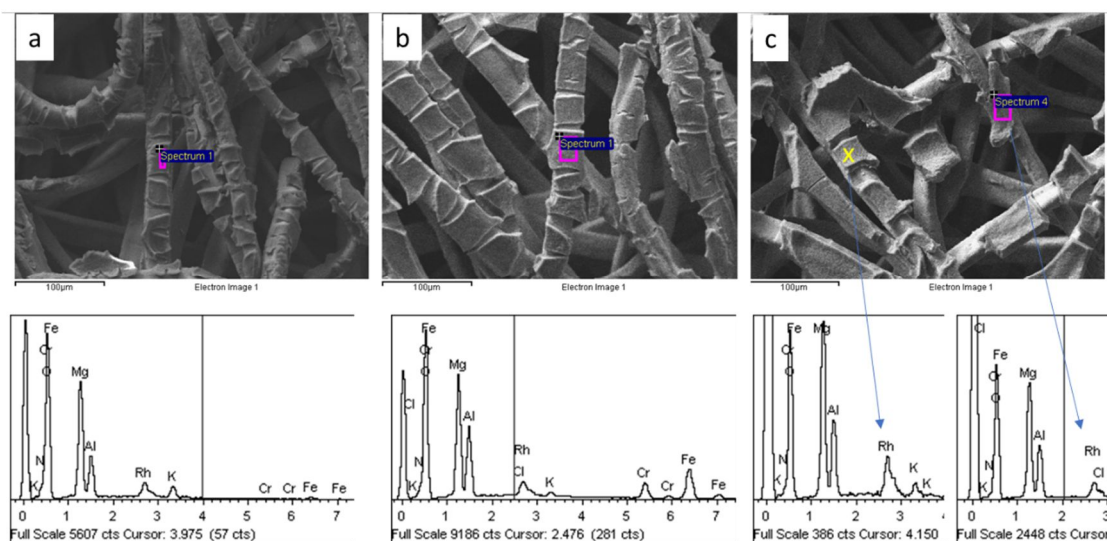 a
b
c
Spectrum 1
Spectrum 1
Spectrum 4
X
100µm
Electron Image 1
100µm
Electron Image 1
100µm
Electron Image 1
Fe
Cr
O
Mg
Al
N
K
Rh
K
Cr Cr Fe Fe
0 1 2 3 4 5 6 7
Full Scale 5607 cts Cursor: 3.975 (57 cts)
Fe
Cr
O
Cl
Mg
Al
N
K
Rh
Cl
K
Cr Cr Fe Fe
0 1 2 3 4 5 6 7
Full Scale 9186 cts Cursor: 2.476 (281 cts)
Fe
Cr
O
Mg
Al
N
K
Rh
K
K
0 1 2 3
Full Scale 386 cts Cursor: 4.150
Cl
Fe
Cr
O
Mg
Al
N
K
Rh
Cl
0 1 2
Full Scale 2448 cts Cursor